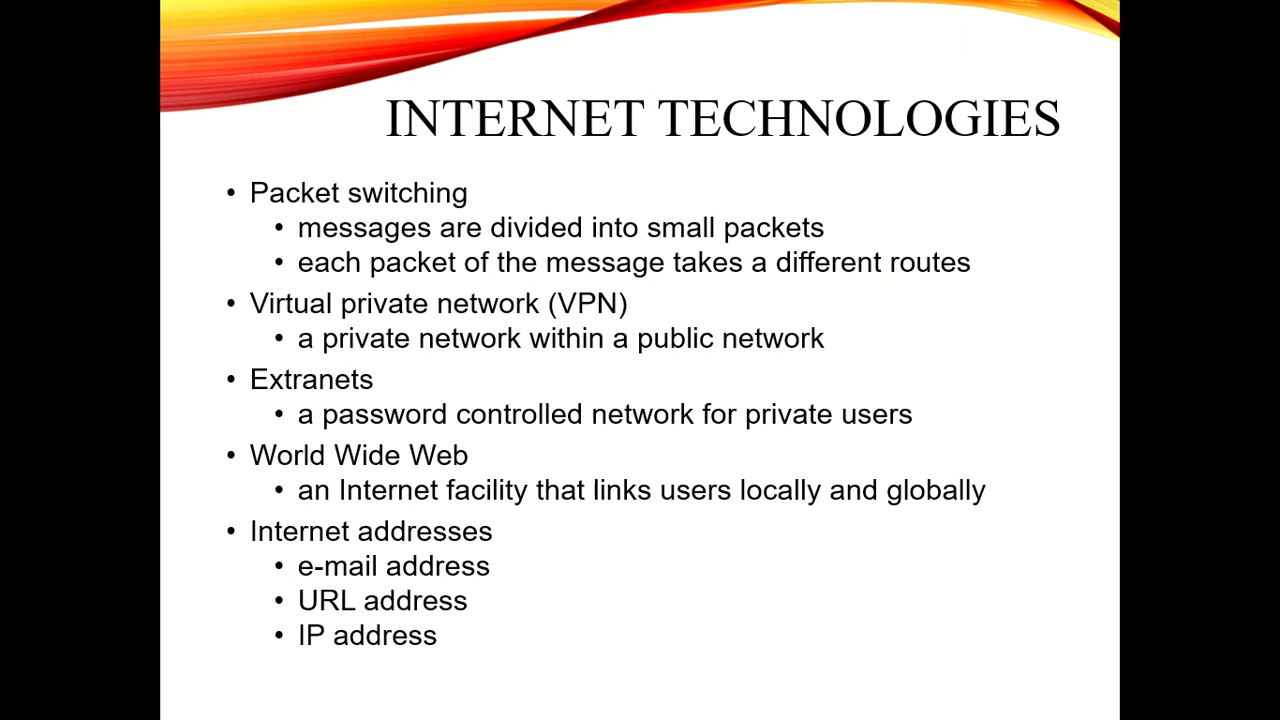 INTERNET TECHNOLOGIES
• Packet switching
• messages are divided into small packets
• each packet of the message takes a different routes
• Virtual private network (VPN)
• a private network within a public network
• Extranets
• a password controlled network for private users
• World Wide Web
• an Internet facility that links users locally and globally
• Internet addresses
• e-mail address
• URL address
• IP address